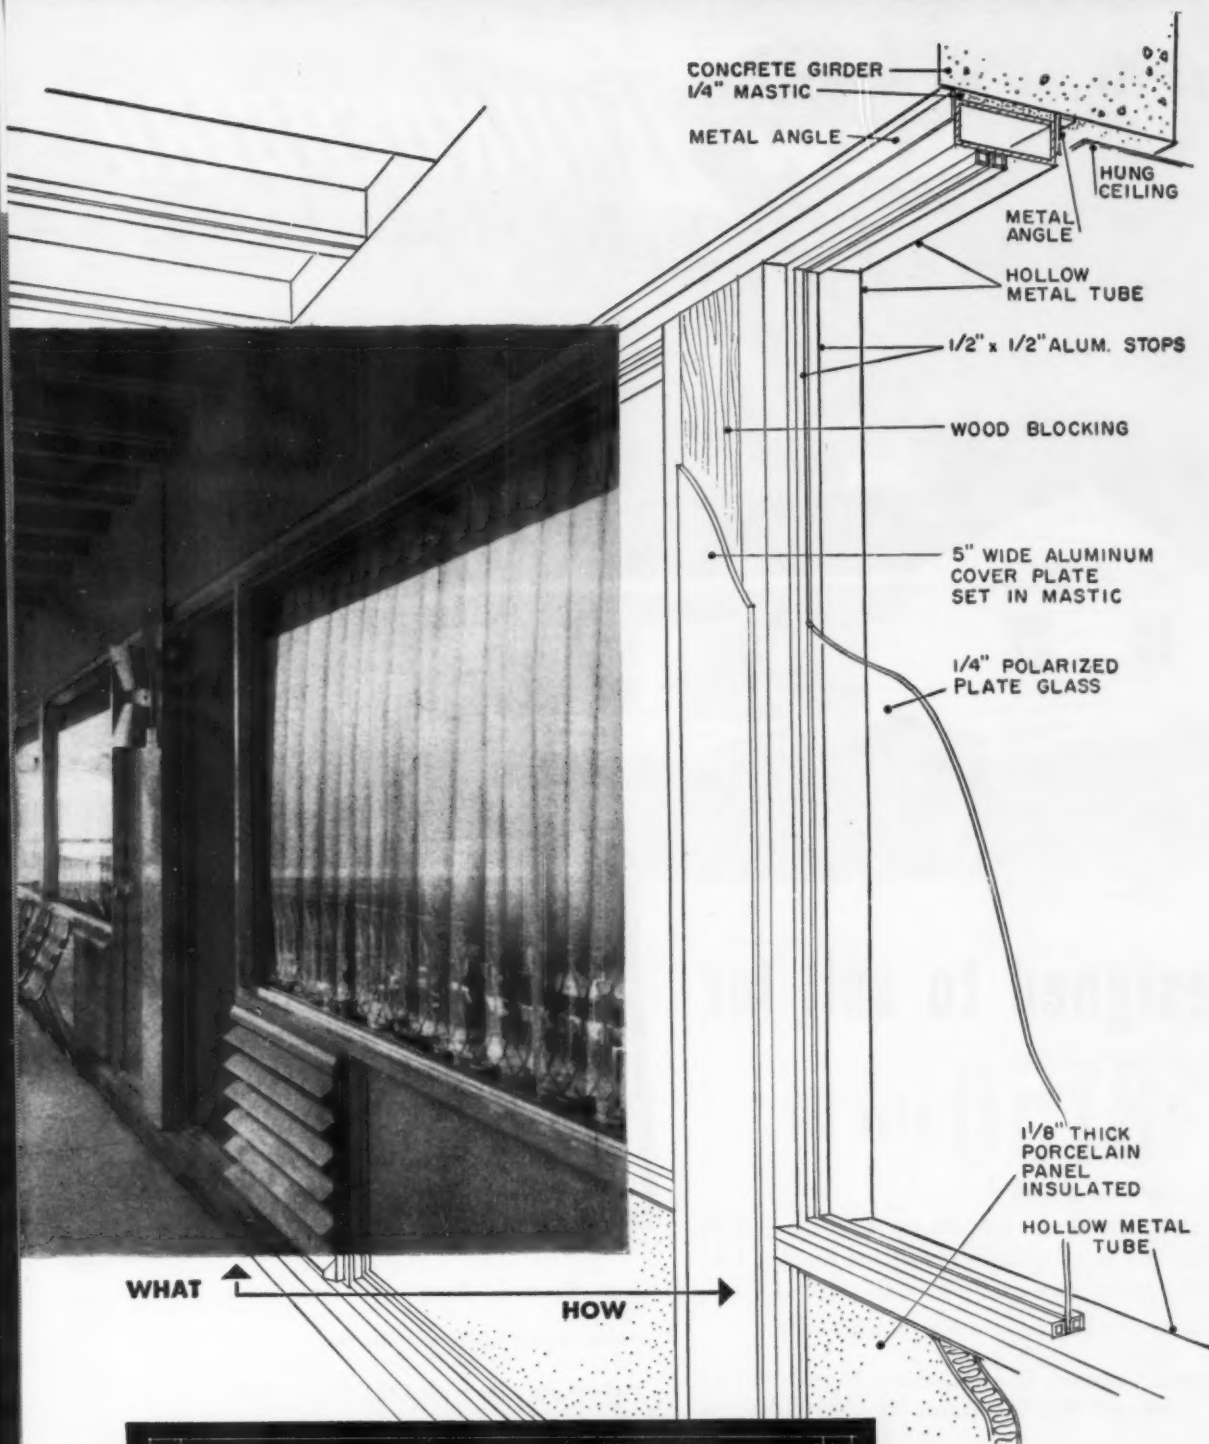 CONCRETE GIRDER
1/4" MASTIC
METAL ANGLE
HUNG
CEILING
METAL
ANGLE
HOLLOW
METAL TUBE
1/2" x 1/2" ALUM. STOPS
WOOD BLOCKING
5" WIDE ALUMINUM
COVER PLATE
SET IN MASTIC
1/4" POLARIZED
PLATE GLASS
1 1/8" THICK
PORCELAIN
PANEL
INSULATED
HOLLOW METAL
TUBE
WHAT
HOW